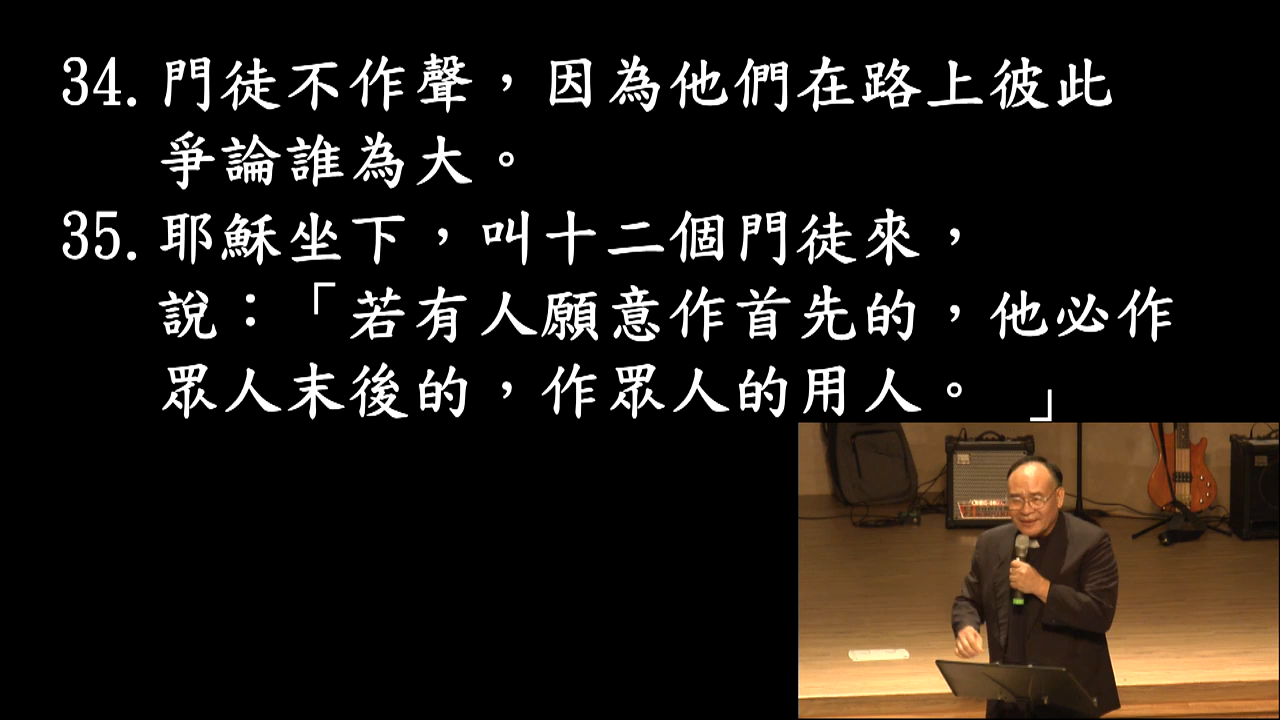 34. 門徒不作聲，因為他們在路上彼此
爭論誰為大。
35. 耶穌坐下，叫十二個門徒來，
說：「若有人願意作首先的，他必作
眾人末後的，作眾人的用人。 」